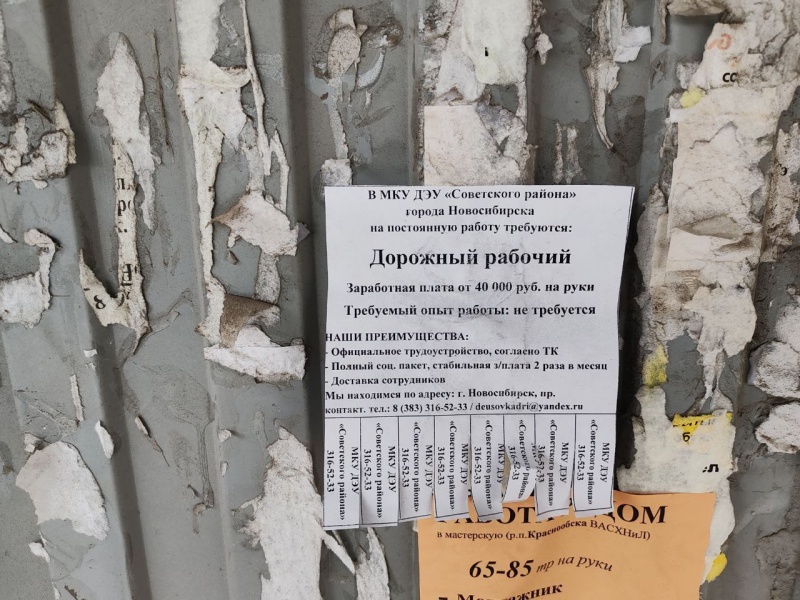 В МКУ ДЭУ «Советского района»
города Новосибирска
на постоянную работу требуются:
Дорожный рабочий
Заработная плата от 40 000 руб. на руки
Требуемый опыт работы: не требуется
НАШИ ПРЕИМУЩЕСТВА:
- Официальное трудоустройство, согласно ТК
- Полный соц. пакет, стабильная з/плата 2 раза в месяц
- Доставка сотрудников
Мы находимся по адресу: г. Новосибирск, пр.
контакт. тел.: 8 (383) 316-52-33 / deusovkadri@yandex.ru
МКУ ДЭУ
«Советского района»
316-52-33
МКУ ДЭУ
«Советского района»
316-52-33
МКУ ДЭУ
«Советского района»
316-52-33
МКУ ДЭУ
«Советского района»
316-52-33
МКУ ДЭУ
«Советского района»
316-52-33
«Советского района»
316-52-33
МКУ ДЭУ
«Советского района»
316-52-33
МКУ ДЭУ
«Советского района»
316-52-33
в мастерскую (р.п.Краснообска ВАСХНиЛ)
65-85 тр на руки